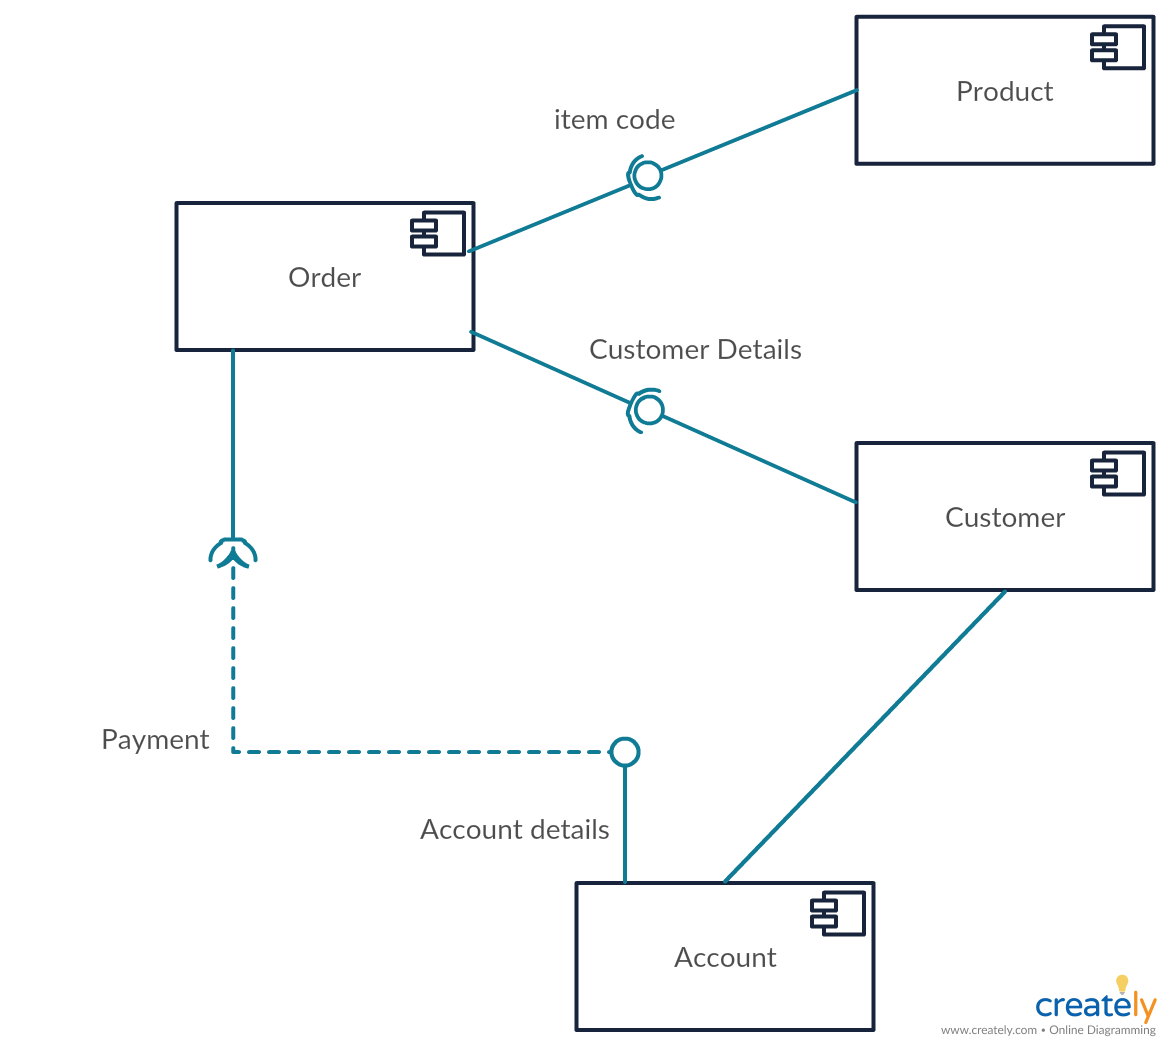 Product
item code
Order
Customer Details
Customer
Payment
Account details
Account
creately
www.creately.com • Online Diagramming